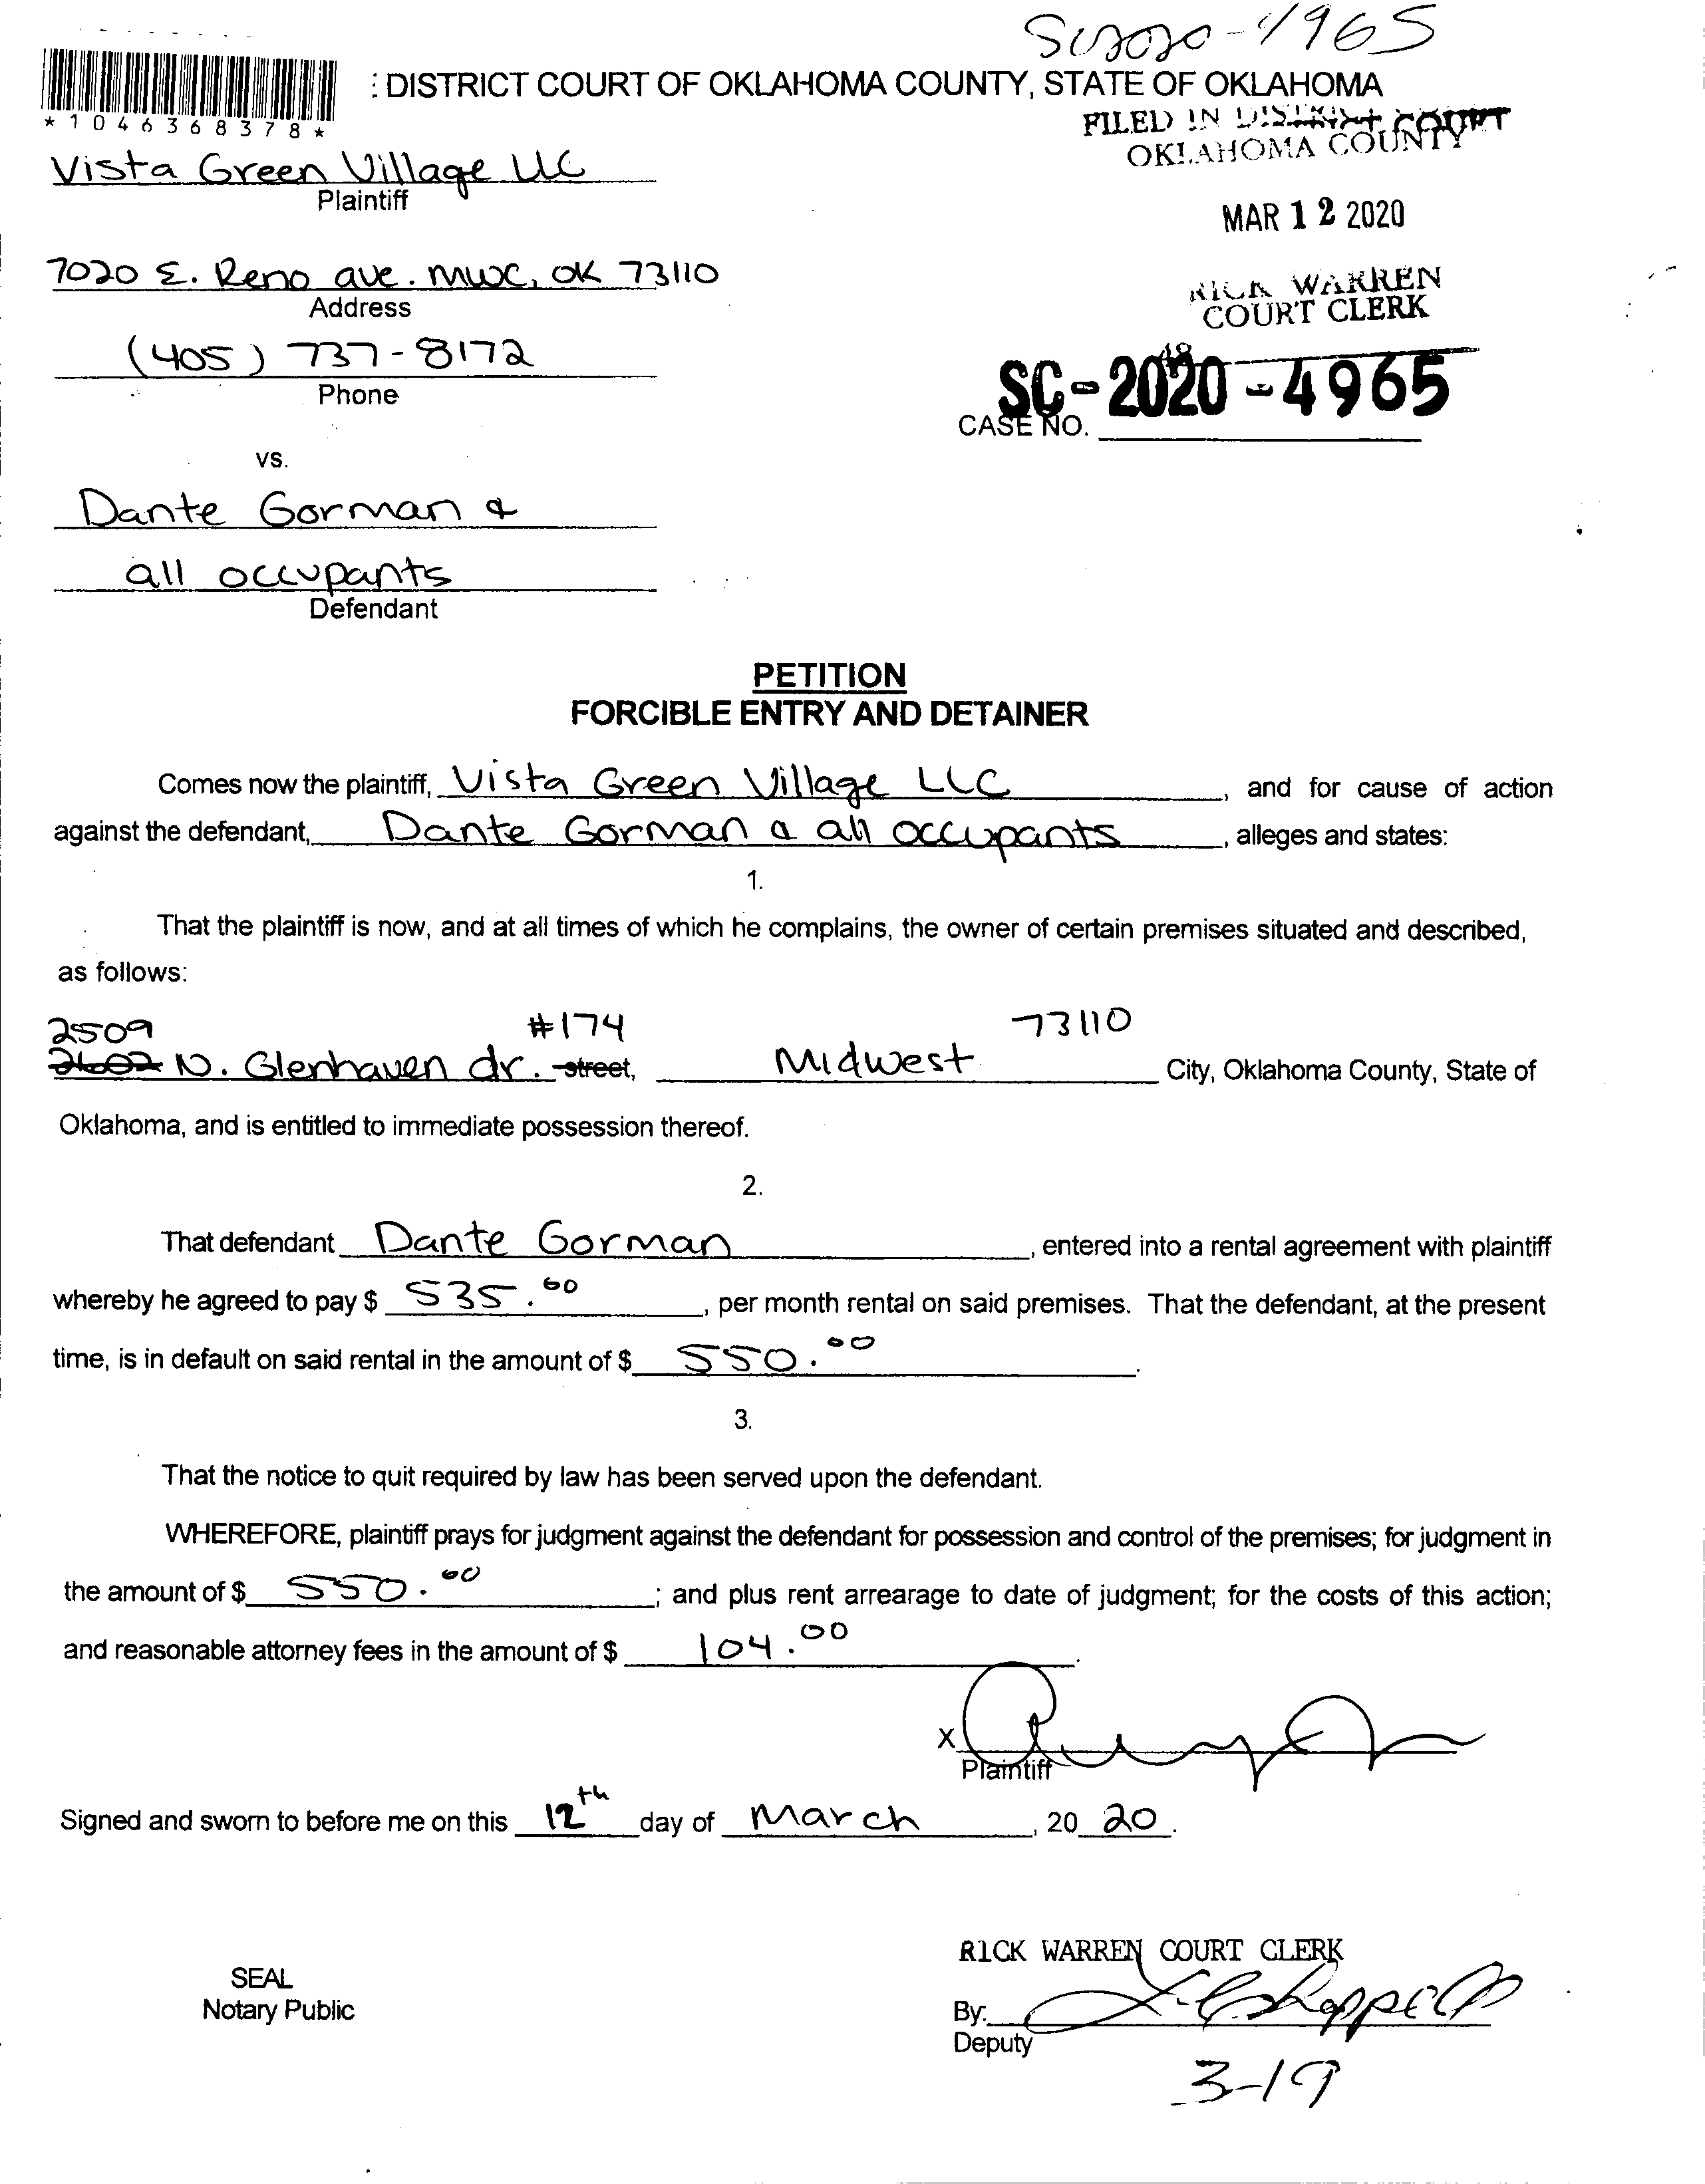 SC2020-4965
: DISTRICT COURT OF OKLAHOMA COUNTY, STATE OF OKLAHOMA
*1046368378*
FILED IN DISTRICT COURT
OKLAHOMA COUNTY
Vista Green Village LLC
Plaintiff
MAR 12 2020
7020 E. Reno ave. MWC, OK 73110
Address
RICK WARREN
COURT CLERK
(405) 737-8172
Phone
48
SC-2020-4965
CASE NO.
vs.
Dante Gorman &
all occupants
Defendant
PETITION
FORCIBLE ENTRY AND DETAINER
Comes now the plaintiff, Vista Green Village LLC, and for cause of action
against the defendant, Dante Gorman & all occupants, alleges and states:
1.
That the plaintiff is now, and at all times of which he complains, the owner of certain premises situated and described,
as follows:
2509 #174 73110
2602 N. Glenhaven dr. street, Midwest City, Oklahoma County, State of
Oklahoma, and is entitled to immediate possession thereof.
2.
That defendant Dante Gorman, entered into a rental agreement with plaintiff
whereby he agreed to pay $ 535.00, per month rental on said premises. That the defendant, at the present
time, is in default on said rental in the amount of $ 550.00.
3.
That the notice to quit required by law has been served upon the defendant.
WHEREFORE, plaintiff prays for judgment against the defendant for possession and control of the premises; for judgment in
the amount of $ 550.00; and plus rent arrearage to date of judgment; for the costs of this action;
and reasonable attorney fees in the amount of $ 104.00.
X
Plaintiff
Signed and sworn to before me on this 12th day of March, 20 20.
RICK WARREN COURT CLERK
SEAL
Notary Public
By:
Deputy
3-19